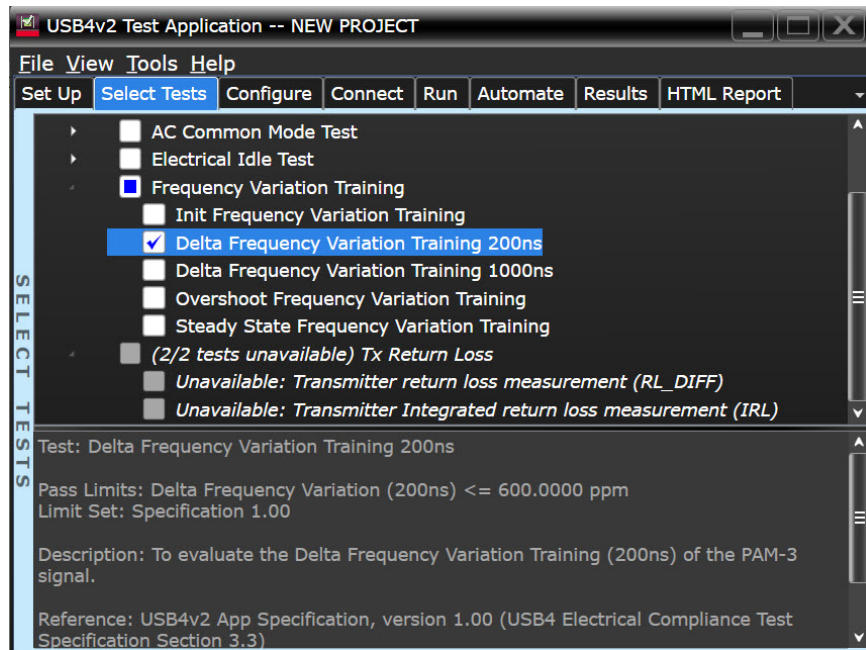 USB4v2 Test Application -- NEW PROJECT
File View Tools Help
Set Up Select Tests Configure Connect Run Automate Results HTML Report
SELECT TESTS
AC Common Mode Test
Electrical Idle Test
Frequency Variation Training
Init Frequency Variation Training
Delta Frequency Variation Training 200ns
Delta Frequency Variation Training 1000ns
Overshoot Frequency Variation Training
Steady State Frequency Variation Training
(2/2 tests unavailable) Tx Return Loss
Unavailable: Transmitter return loss measurement (RL_DIFF)
Unavailable: Transmitter Integrated return loss measurement (IRL)
Test: Delta Frequency Variation Training 200ns
Pass Limits: Delta Frequency Variation (200ns) <= 600.0000 ppm
Limit Set: Specification 1.00
Description: To evaluate the Delta Frequency Variation Training (200ns) of the PAM-3
signal.
Reference: USB4v2 App Specification, version 1.00 (USB4 Electrical Compliance Test
Specification Section 3.3)